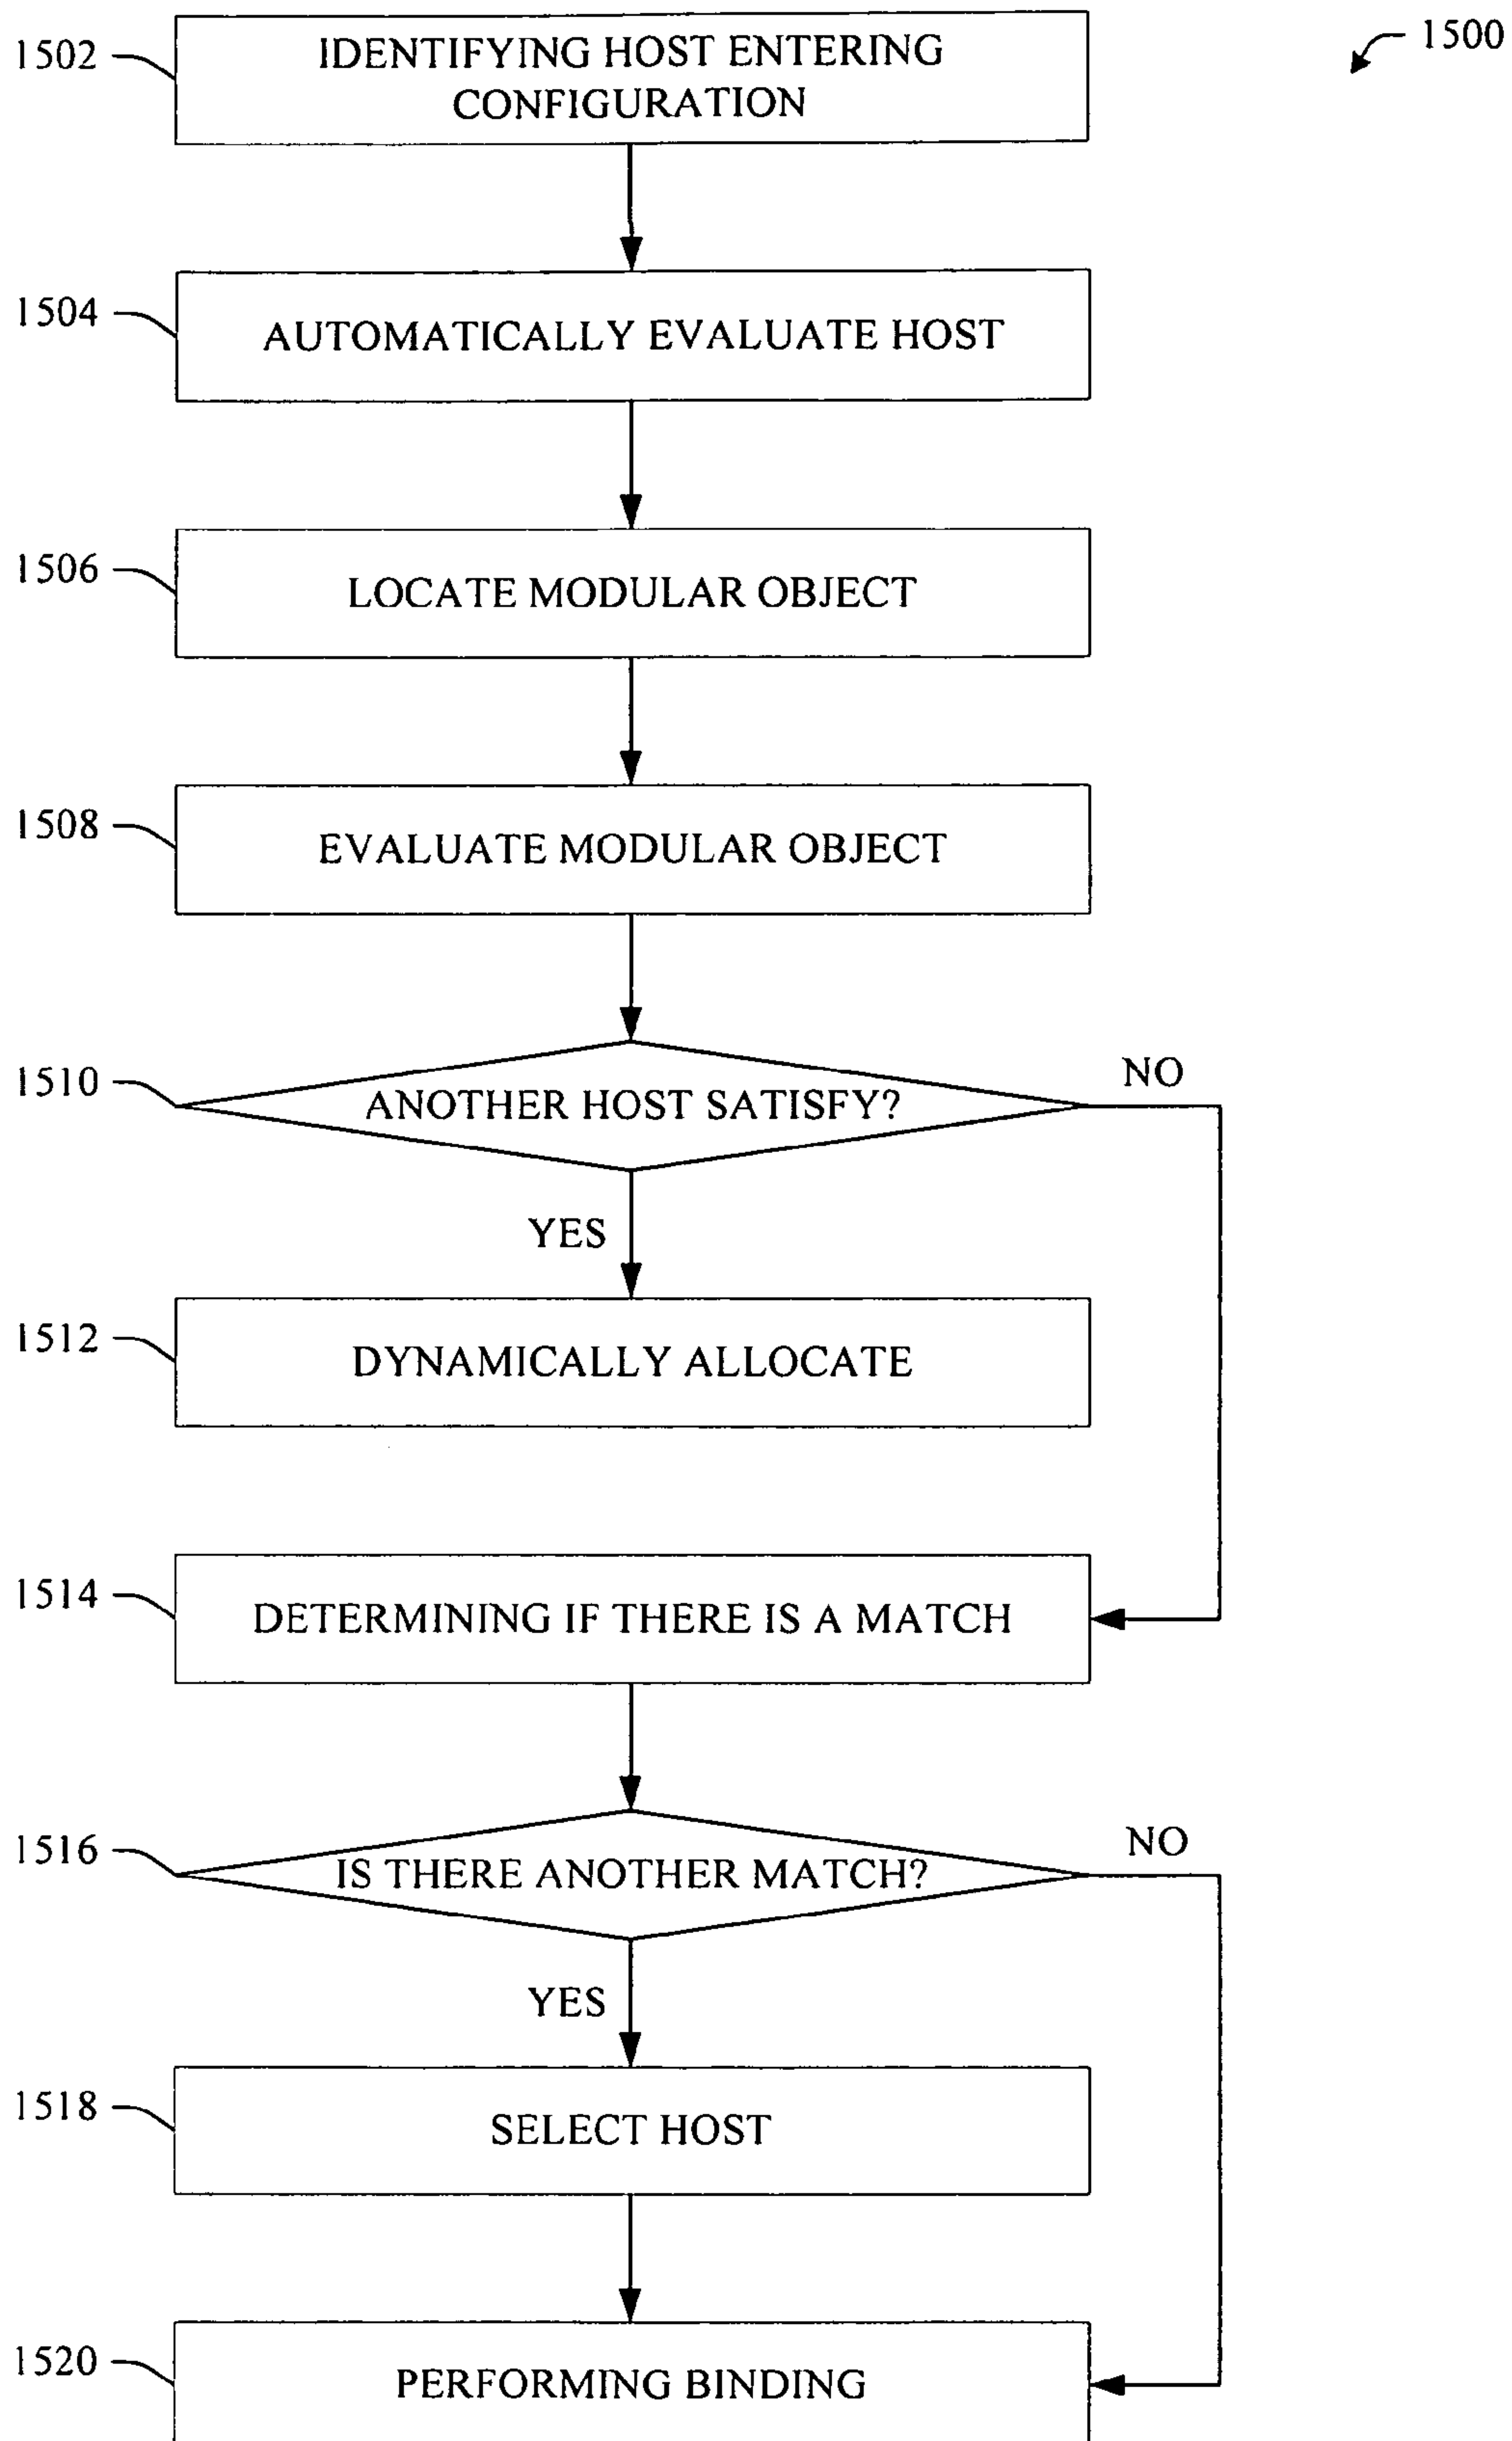 1500
1502
IDENTIFYING HOST ENTERING
CONFIGURATION
1504
AUTOMATICALLY EVALUATE HOST
1506
LOCATE MODULAR OBJECT
1508
EVALUATE MODULAR OBJECT
1510
ANOTHER HOST SATISFY?
NO
YES
1512
DYNAMICALLY ALLOCATE
1514
DETERMINING IF THERE IS A MATCH
1516
IS THERE ANOTHER MATCH?
NO
YES
1518
SELECT HOST
1520
PERFORMING BINDING